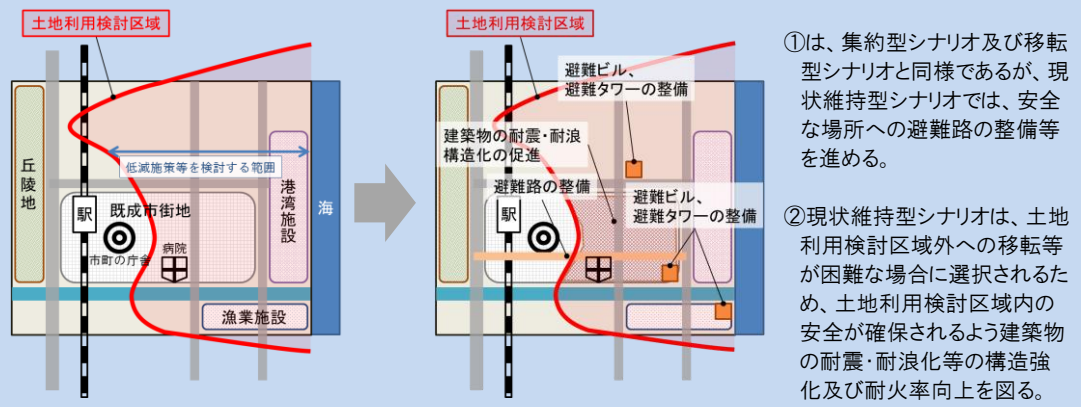 土地利用検討区域
丘陵地
低減施策等を検討する範囲
駅
既成市街地
市町の庁舎
病院
港湾施設
海
漁業施設
土地利用検討区域
避難ビル、
避難タワーの整備
建築物の耐震・耐浪
構造化の促進
避難路の整備
駅
避難ビル、
避難タワーの整備
①は、集約型シナリオ及び移転
型シナリオと同様であるが、現
状維持型シナリオでは、安全
な場所への避難路の整備等
を進める。
②現状維持型シナリオは、土地
利用検討区域外への移転等
が困難な場合に選択されるた
め、土地利用検討区域内の
安全が確保されるよう建築物
の耐震・耐浪化等の構造強
化及び耐火率向上を図る。